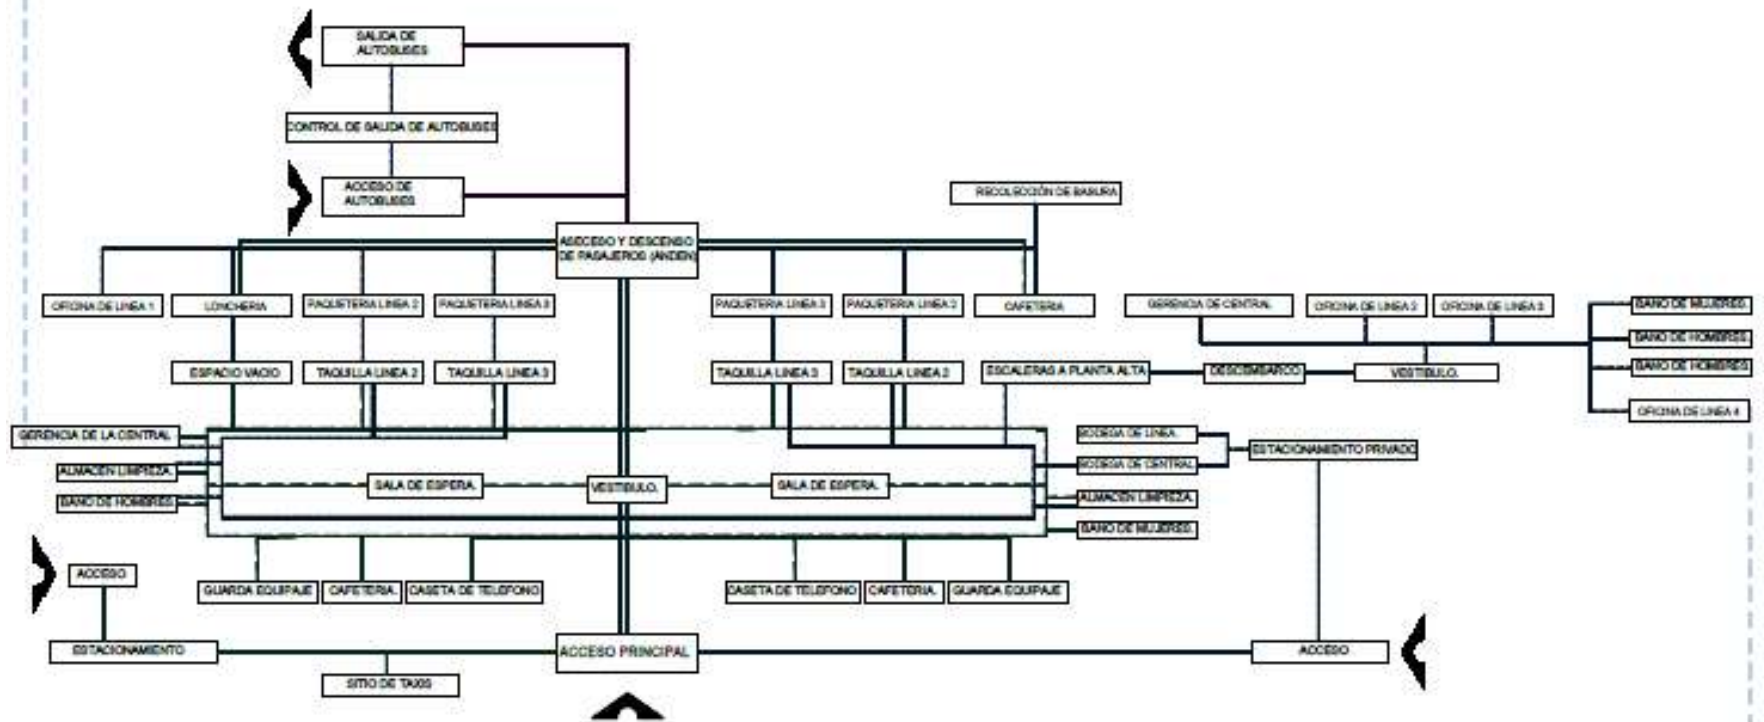 SALIDA DE
AUTOBUSES
CONTROL DE SALIDA DE AUTOBUSES
ACCESO DE
AUTOBUSES
RECOLECCIÓN DE BASURA
ASECESO Y DESCENSO
DE PASAJEROS (ANDEN)
OFICINA DE LINEA 1
LONCHERIA
PAQUETERIA LINEA 2
PAQUETERIA LINEA 3
PAQUETERIA LINEA 3
PAQUETERIA LINEA 2
CAFETERIA
GERENCIA DE CENTRAL
OFICINA DE LINEA 2
OFICINA DE LINEA 3
BANO DE MUJERES.
BANO DE HOMBRES.
BANO DE HOMBRES.
OFICINA DE LINEA 4
ESPACIO VACIO
TAQUILLA LINEA 2
TAQUILLA LINEA 3
TAQUILLA LINEA 3
TAQUILLA LINEA 2
ESCALERAS A PLANTA ALTA
DESEMBARCO
VESTIBULO.
GERENCIA DE LA CENTRAL
ALMACEN LIMPIEZA.
BANO DE HOMBRES
SALA DE ESPERA.
VESTIBULO.
SALA DE ESPERA.
BODEGA DE LINEA.
BODEGA DE CENTRAL
ALMACEN LIMPIEZA.
BANO DE MUJERES.
ESTACIONAMIENTO PRIVADO
ACCESO
GUARDA EQUIPAJE
CAFETERIA.
CASETA DE TELEFONO
CASETA DE TELEFONO
CAFETERIA.
GUARDA EQUIPAJE
ESTACIONAMIENTO
ACCESO PRINCIPAL
ACCESO
SITIO DE TAXIS